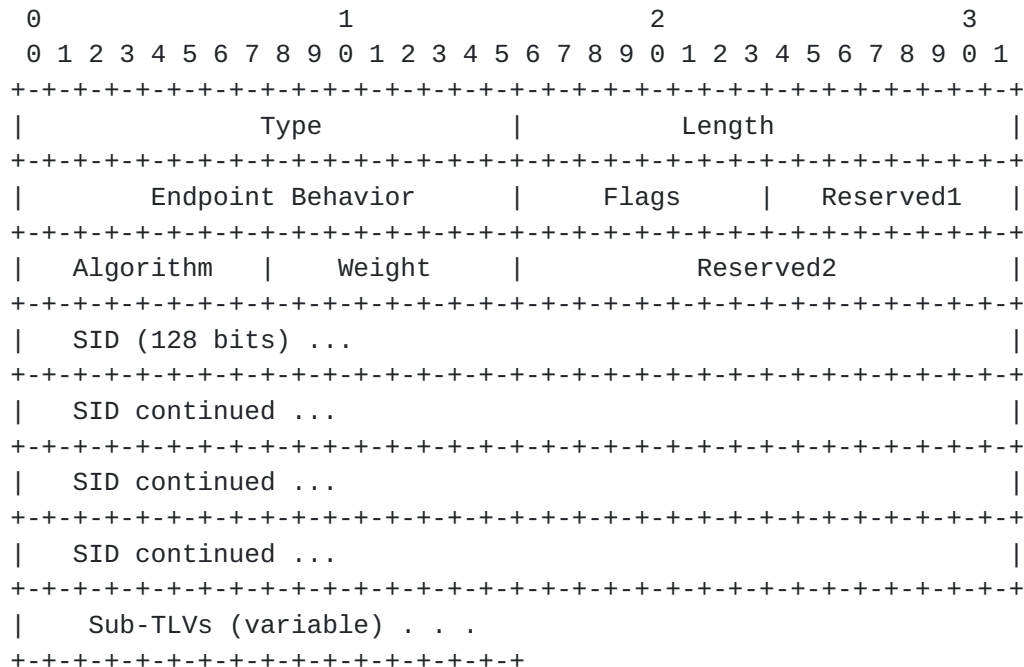 0                   1                   2                   3
 0 1 2 3 4 5 6 7 8 9 0 1 2 3 4 5 6 7 8 9 0 1 2 3 4 5 6 7 8 9 0 1
+-+-+-+-+-+-+-+-+-+-+-+-+-+-+-+-+-+-+-+-+-+-+-+-+-+-+-+-+-+-+-+-+
|               Type            |          Length               |
+-+-+-+-+-+-+-+-+-+-+-+-+-+-+-+-+-+-+-+-+-+-+-+-+-+-+-+-+-+-+-+-+
|        Endpoint Behavior      |     Flags     |   Reserved1   |
+-+-+-+-+-+-+-+-+-+-+-+-+-+-+-+-+-+-+-+-+-+-+-+-+-+-+-+-+-+-+-+-+
|   Algorithm   |    Weight     |           Reserved2           |
+-+-+-+-+-+-+-+-+-+-+-+-+-+-+-+-+-+-+-+-+-+-+-+-+-+-+-+-+-+-+-+-+
|   SID (128 bits) ...                                          |
+-+-+-+-+-+-+-+-+-+-+-+-+-+-+-+-+-+-+-+-+-+-+-+-+-+-+-+-+-+-+-+-+
|   SID continued ...                                           |
+-+-+-+-+-+-+-+-+-+-+-+-+-+-+-+-+-+-+-+-+-+-+-+-+-+-+-+-+-+-+-+-+
|   SID continued ...                                           |
+-+-+-+-+-+-+-+-+-+-+-+-+-+-+-+-+-+-+-+-+-+-+-+-+-+-+-+-+-+-+-+-+
|   SID continued ...                                           |
+-+-+-+-+-+-+-+-+-+-+-+-+-+-+-+-+-+-+-+-+-+-+-+-+-+-+-+-+-+-+-+-+
|    Sub-TLVs (variable) . . .
+-+-+-+-+-+-+-+-+-+-+-+-+-+-+-+-+